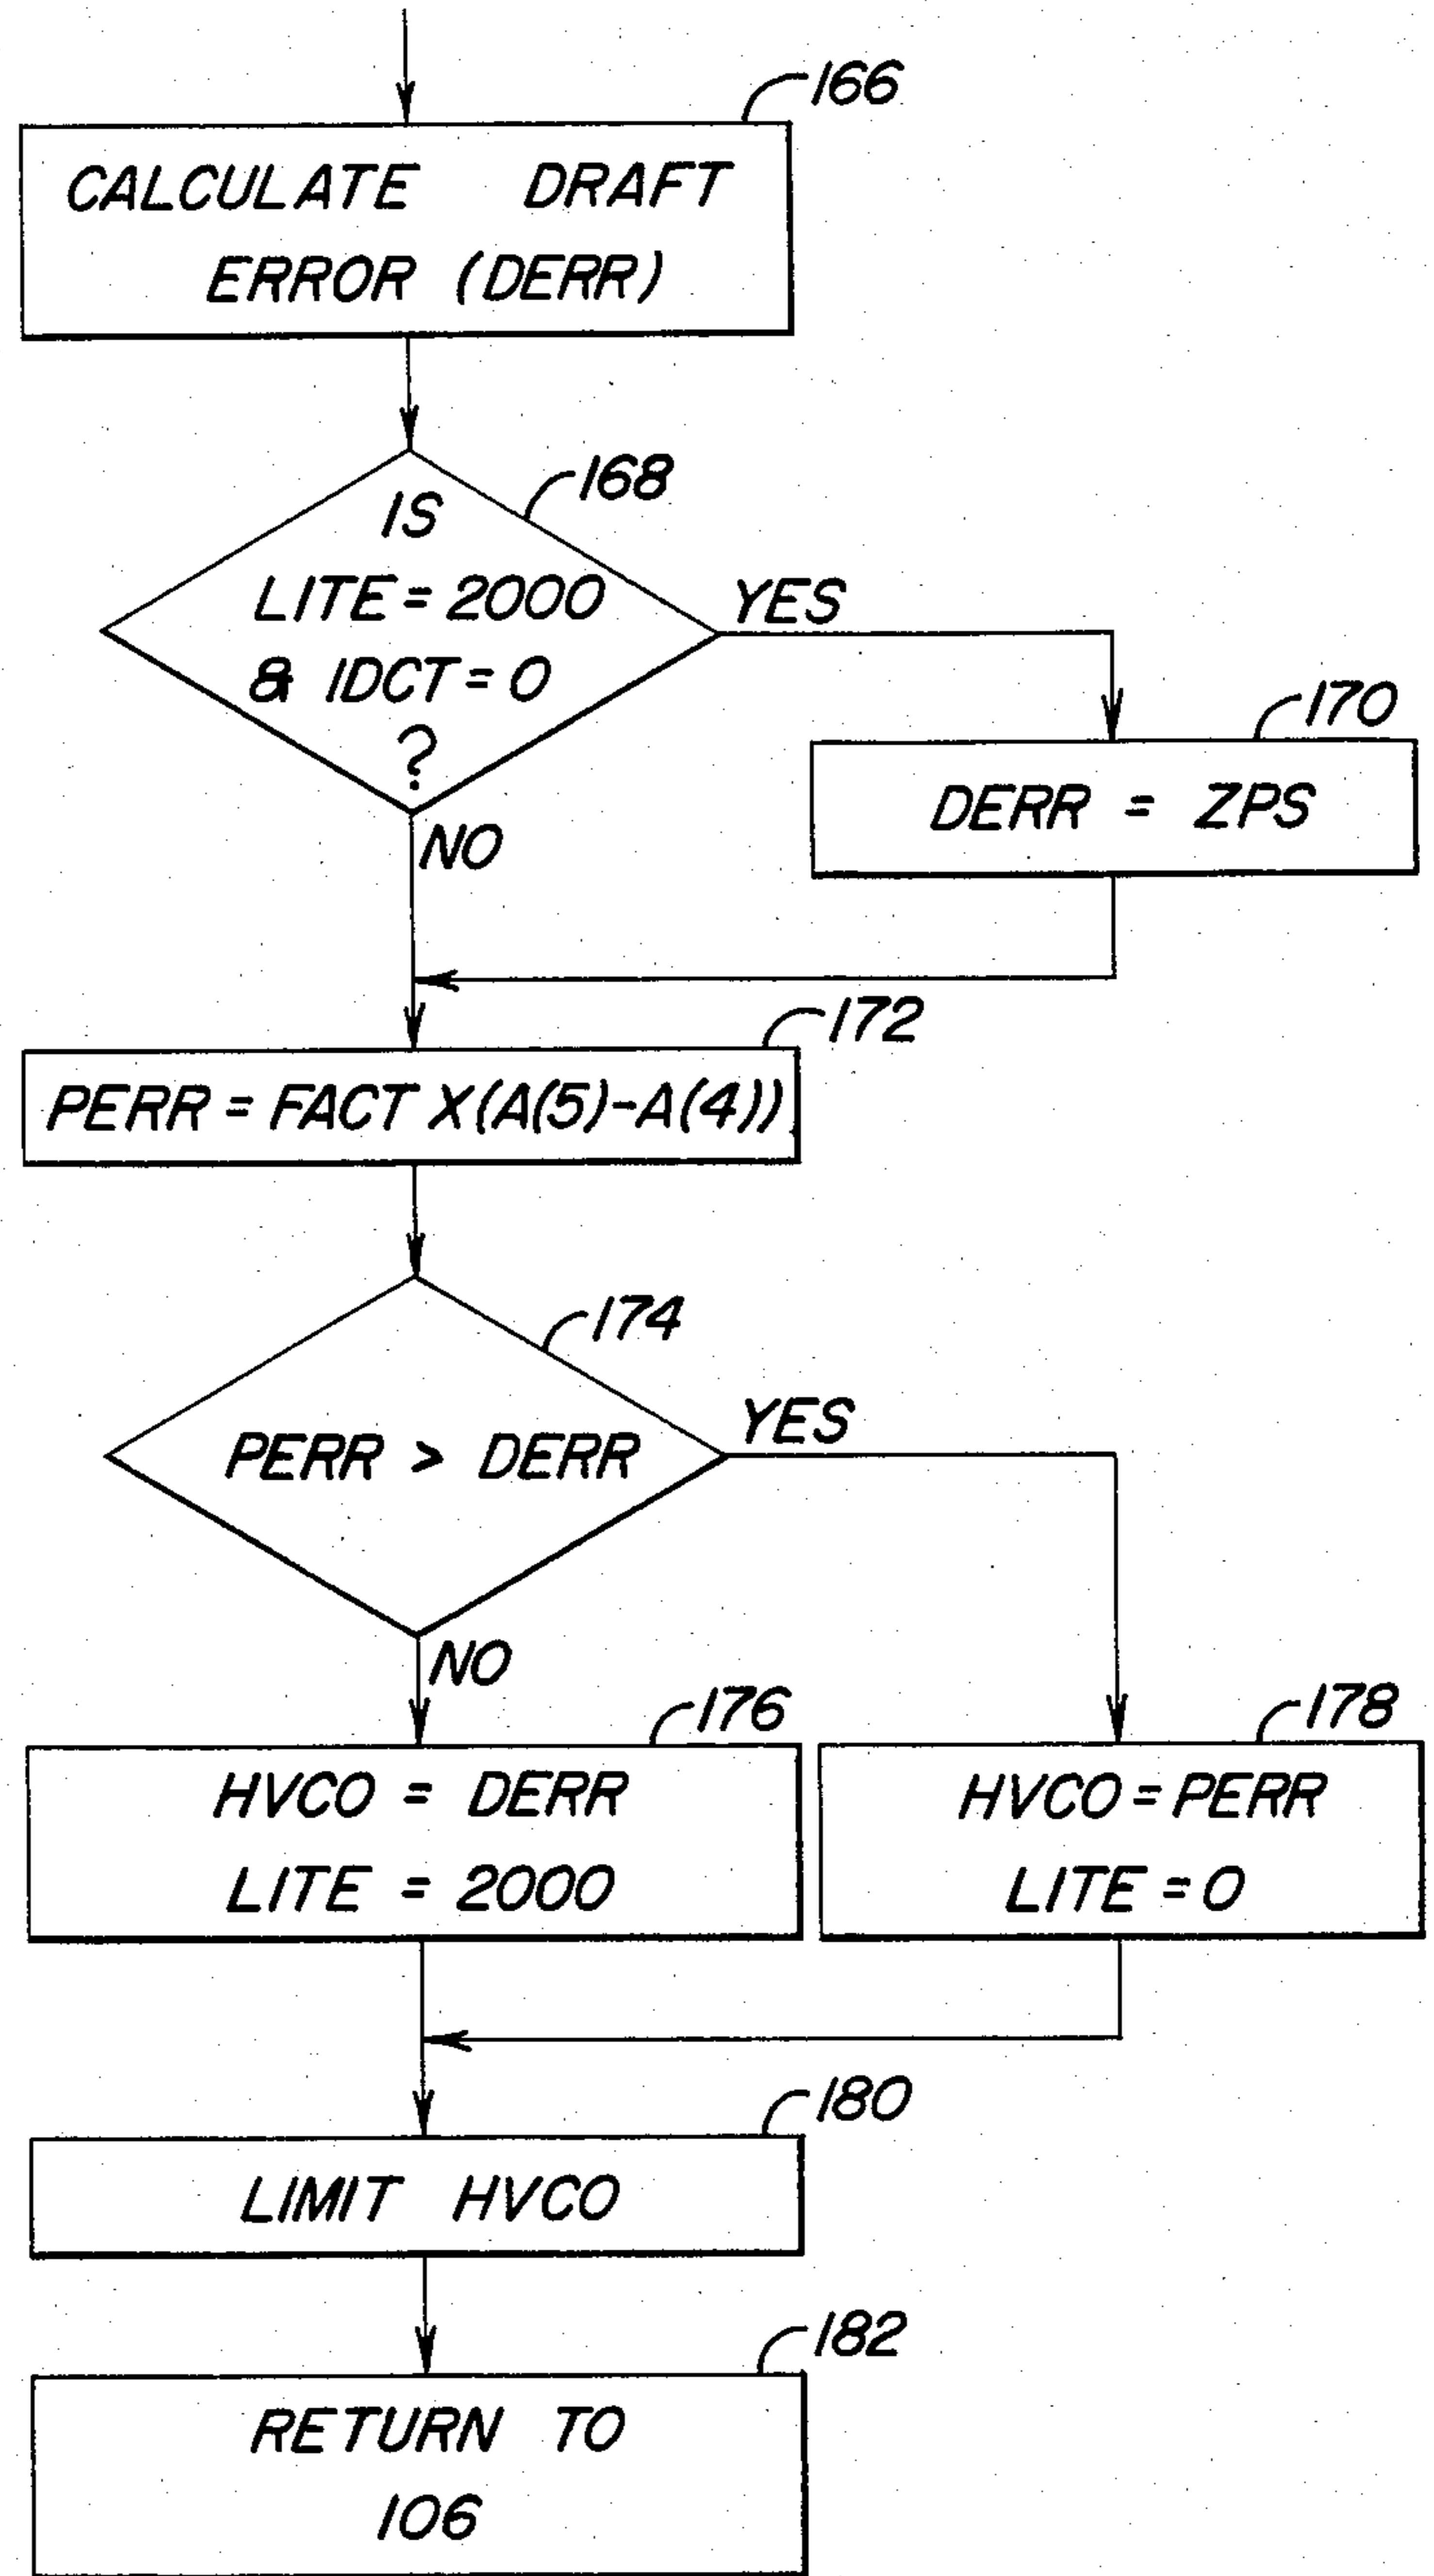 166
CALCULATE DRAFT
ERROR (DERR)
168
IS
LITE = 2000
& IDCT = 0
?
YES
NO
170
DERR = ZPS
172
PERR = FACT X(A(5)-A(4))
174
PERR > DERR
YES
NO
176
HVCO = DERR
LITE = 2000
178
HVCO = PERR
LITE = 0
180
LIMIT HVCO
182
RETURN TO
106